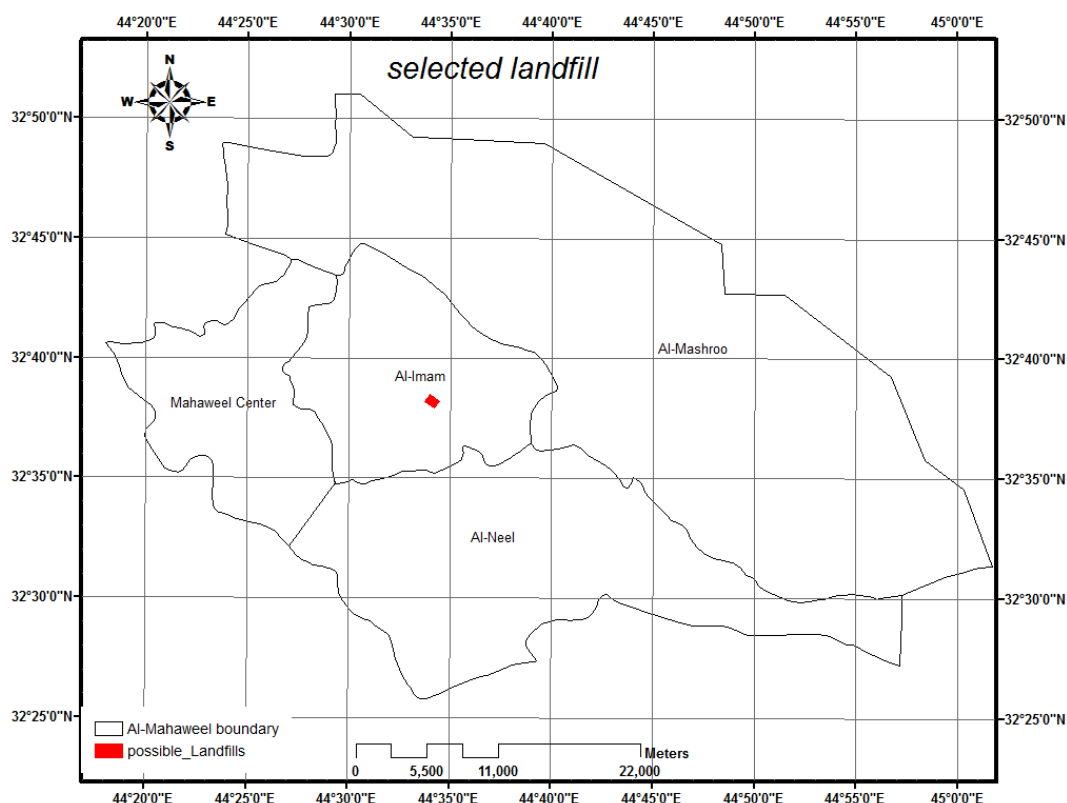 44°20'0"E 44°25'0"E 44°30'0"E 44°35'0"E 44°40'0"E 44°45'0"E 44°50'0"E 44°55'0"E 45°0'0"E
selected landfill
N
W E
S
32°50'0"N 32°50'0"N
32°45'0"N 32°45'0"N
32°40'0"N 32°40'0"N
Al-Mashroo
Al-Imam
Mahaweel Center
32°35'0"N 32°35'0"N
Al-Neel
32°30'0"N 32°30'0"N
32°25'0"N 32°25'0"N
Al-Mahaweel boundary
possible_Landfills
Meters
0 5,500 11,000 22,000
44°20'0"E 44°25'0"E 44°30'0"E 44°35'0"E 44°40'0"E 44°45'0"E 44°50'0"E 44°55'0"E 45°0'0"E